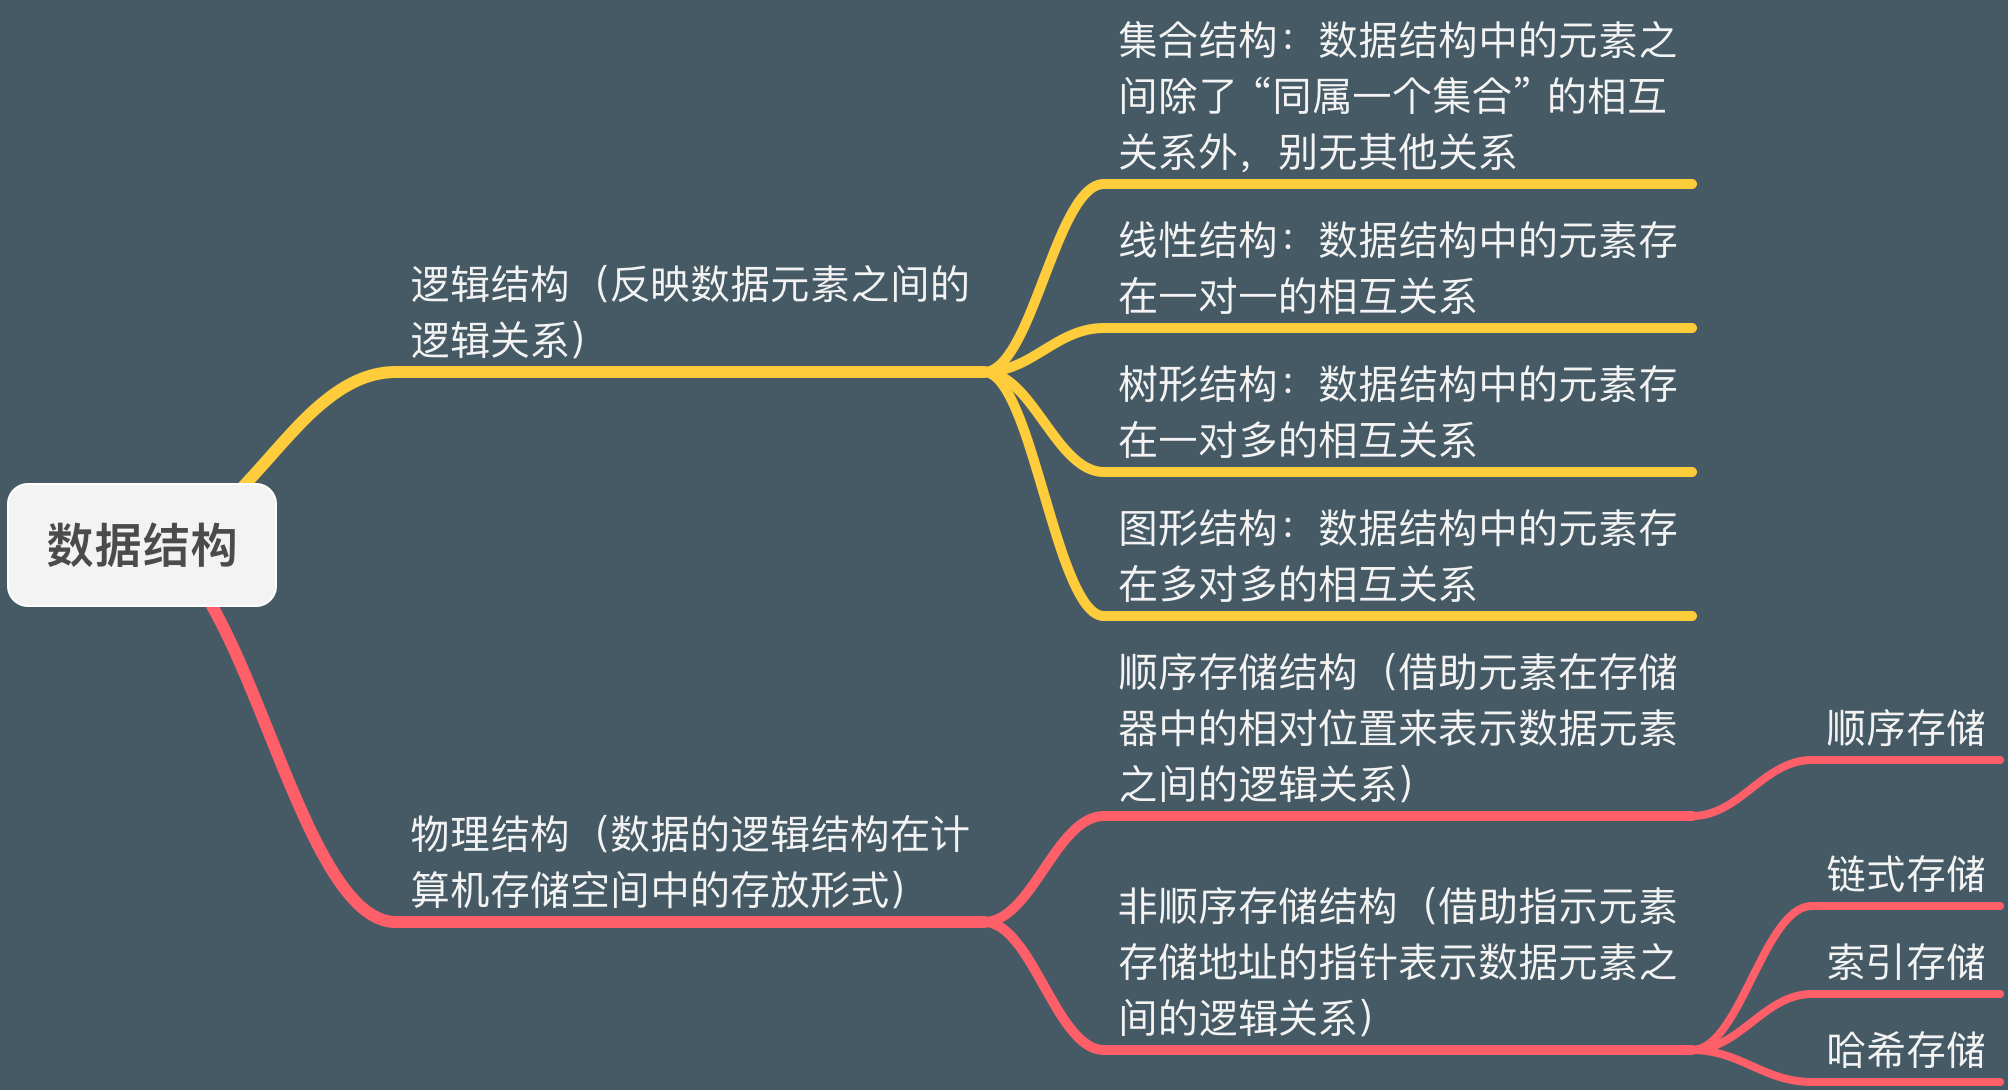 数据结构
逻辑结构（反映数据元素之间的
逻辑关系）
集合结构：数据结构中的元素之
间除了“同属一个集合”的相互
关系外，别无其他关系
线性结构：数据结构中的元素存
在一对一的相互关系
树形结构：数据结构中的元素存
在一对多的相互关系
图形结构：数据结构中的元素存
在多对多的相互关系
物理结构（数据的逻辑结构在计
算机存储空间中的存放形式）
顺序存储结构（借助元素在存储
器中的相对位置来表示数据元素
之间的逻辑关系）
顺序存储
非顺序存储结构（借助指示元素
存储地址的指针表示数据元素之
间的逻辑关系）
链式存储
索引存储
哈希存储